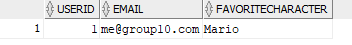 USERID EMAIL FAVORITECHARACTER
1 1 me@group10.com Mario